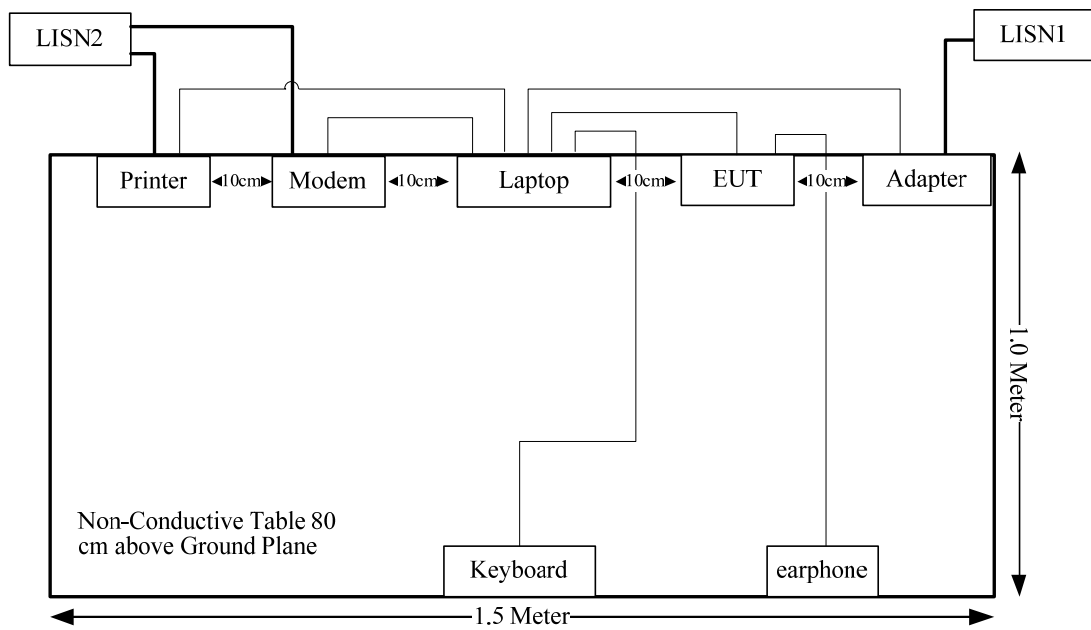 LISN2
LISN1
Printer
10cm
Modem
10cm
Laptop
10cm
EUT
10cm
Adapter
1.0 Meter
Non-Conductive Table 80
cm above Ground Plane
Keyboard
earphone
1.5 Meter